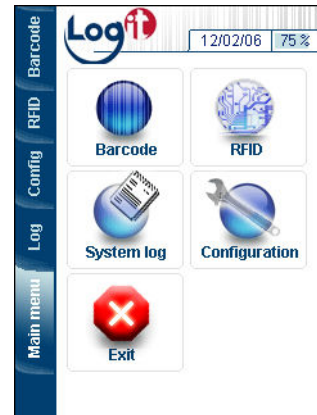 Logit
12/02/06 75%
Barcode
RFID
Config
Log
Main menu
Barcode RFID
System log Configuration
Exit